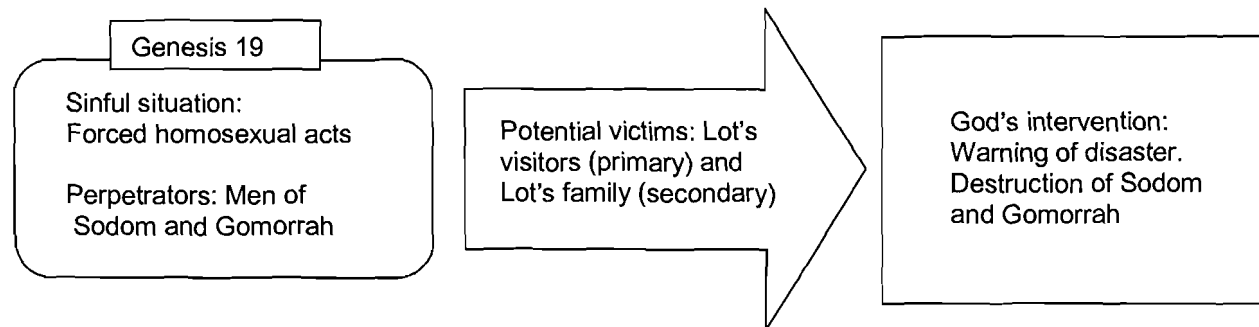 Genesis 19
Sinful situation:
Forced homosexual acts
Perpetrators: Men of
Sodom and Gomorrah
Potential victims: Lot's
visitors (primary) and
Lot's family (secondary)
God's intervention:
Warning of disaster.
Destruction of Sodom
and Gomorrah